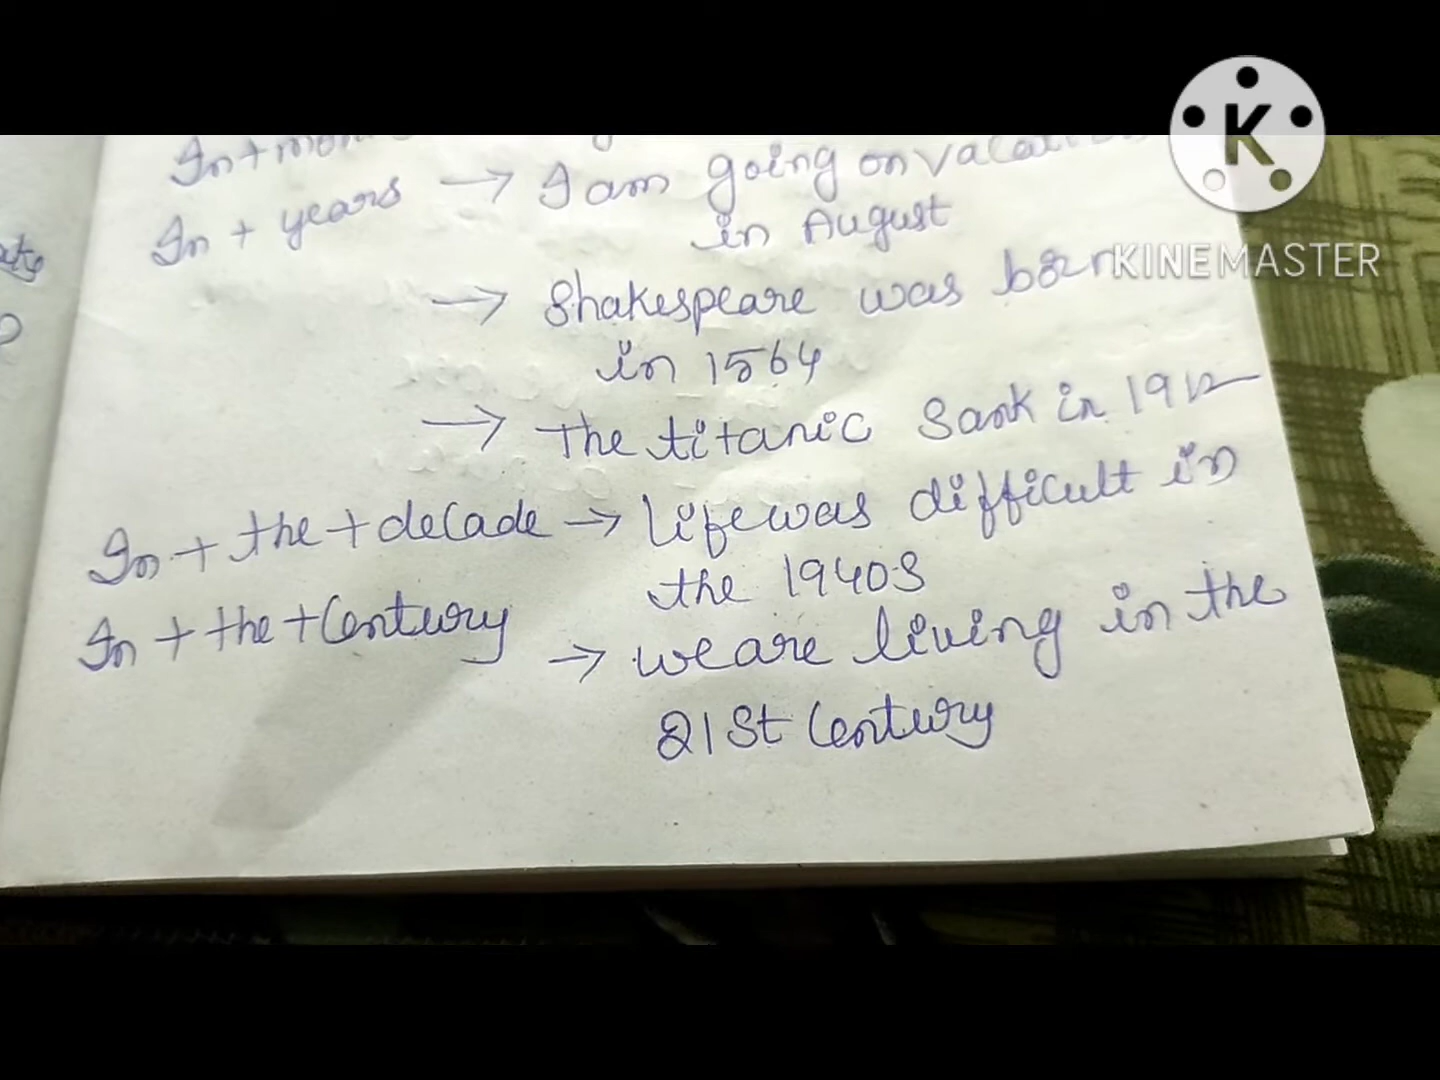 In + years → I am going on
in August
→ Shakespeare was born
in 1564
→ The titanic Sank in 1912
In + the + decade → life was difficult in
the 1940s
In + the + Century
→ we are living in the
21st Century
K
KINEMASTER